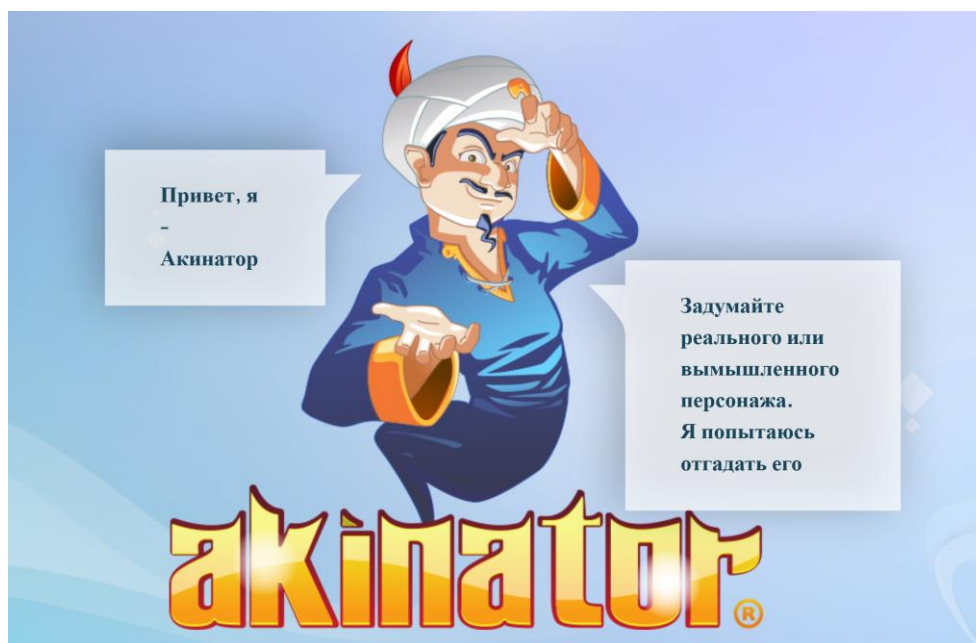 Привет, я
-
Акинатор
Задумайте
реального или
вымышленного
персонажа.
Я попытаюсь
отгадать его
akinator®